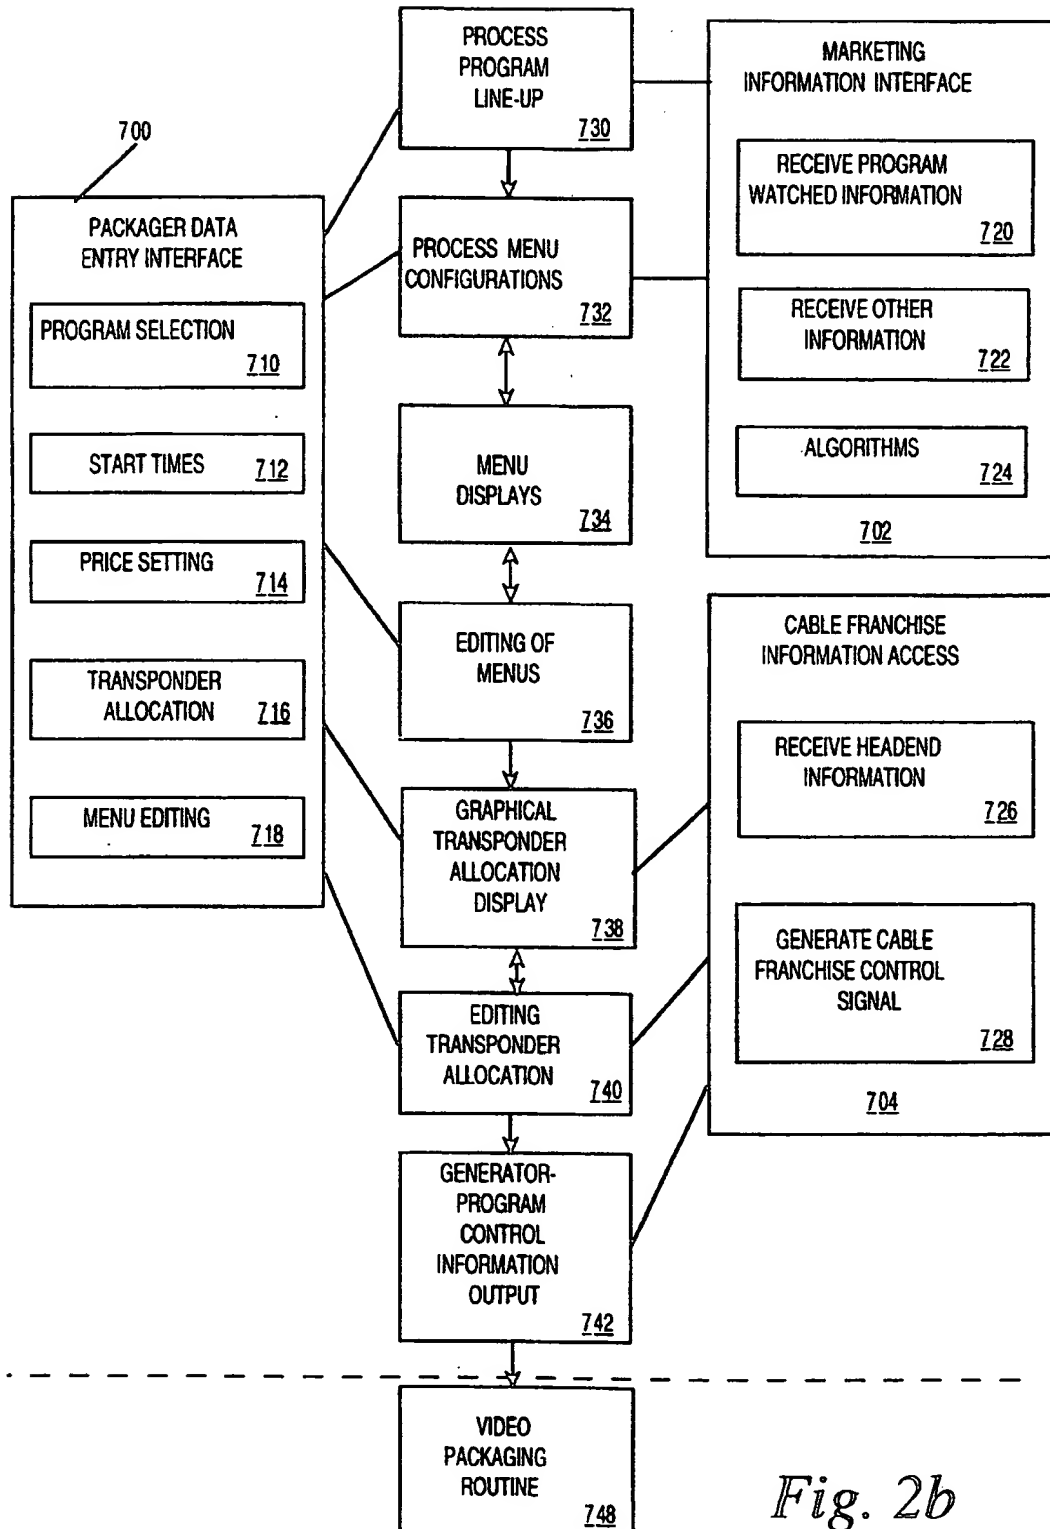 PROCESS
PROGRAM
LINE-UP
730
MARKETING
INFORMATION INTERFACE
RECEIVE PROGRAM
WATCHED INFORMATION
720
RECEIVE OTHER
INFORMATION
722
ALGORITHMS
724
702
700
PACKAGER DATA
ENTRY INTERFACE
PROGRAM SELECTION
710
START TIMES
712
PRICE SETTING
714
TRANSPONDER
ALLOCATION
716
MENU EDITING
718
PROCESS MENU
CONFIGURATIONS
732
MENU
DISPLAYS
734
EDITING OF
MENUS
736
GRAPHICAL
TRANSPONDER
ALLOCATION
DISPLAY
738
EDITING
TRANSPONDER
ALLOCATION
740
GENERATOR-
PROGRAM
CONTROL
INFORMATION
OUTPUT
742
CABLE FRANCHISE
INFORMATION ACCESS
RECEIVE HEADEND
INFORMATION
726
GENERATE CABLE
FRANCHISE CONTROL
SIGNAL
728
704
VIDEO
PACKAGING
ROUTINE
748
Fig. 2b